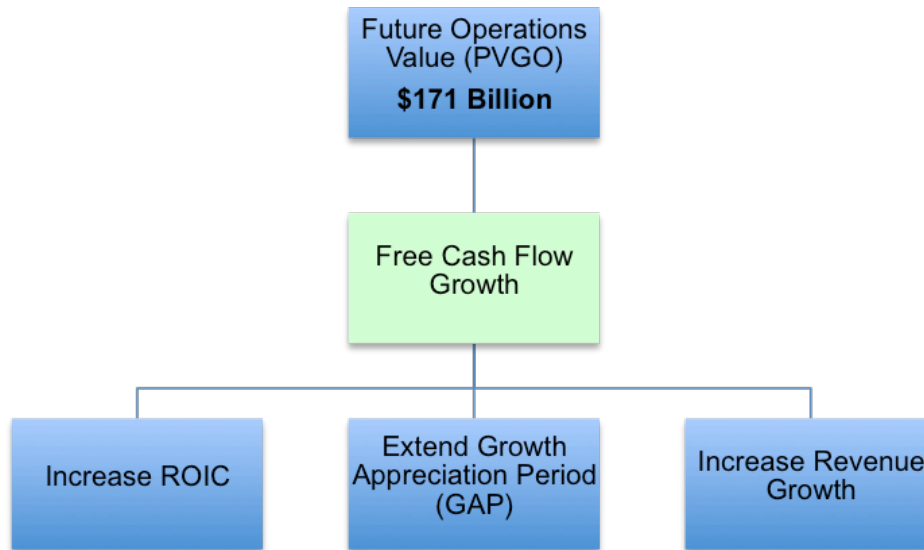 Future Operations
Value (PVGO)
$171 Billion
Free Cash Flow
Growth
Increase ROIC
Extend Growth
Appreciation Period
(GAP)
Increase Revenue
Growth